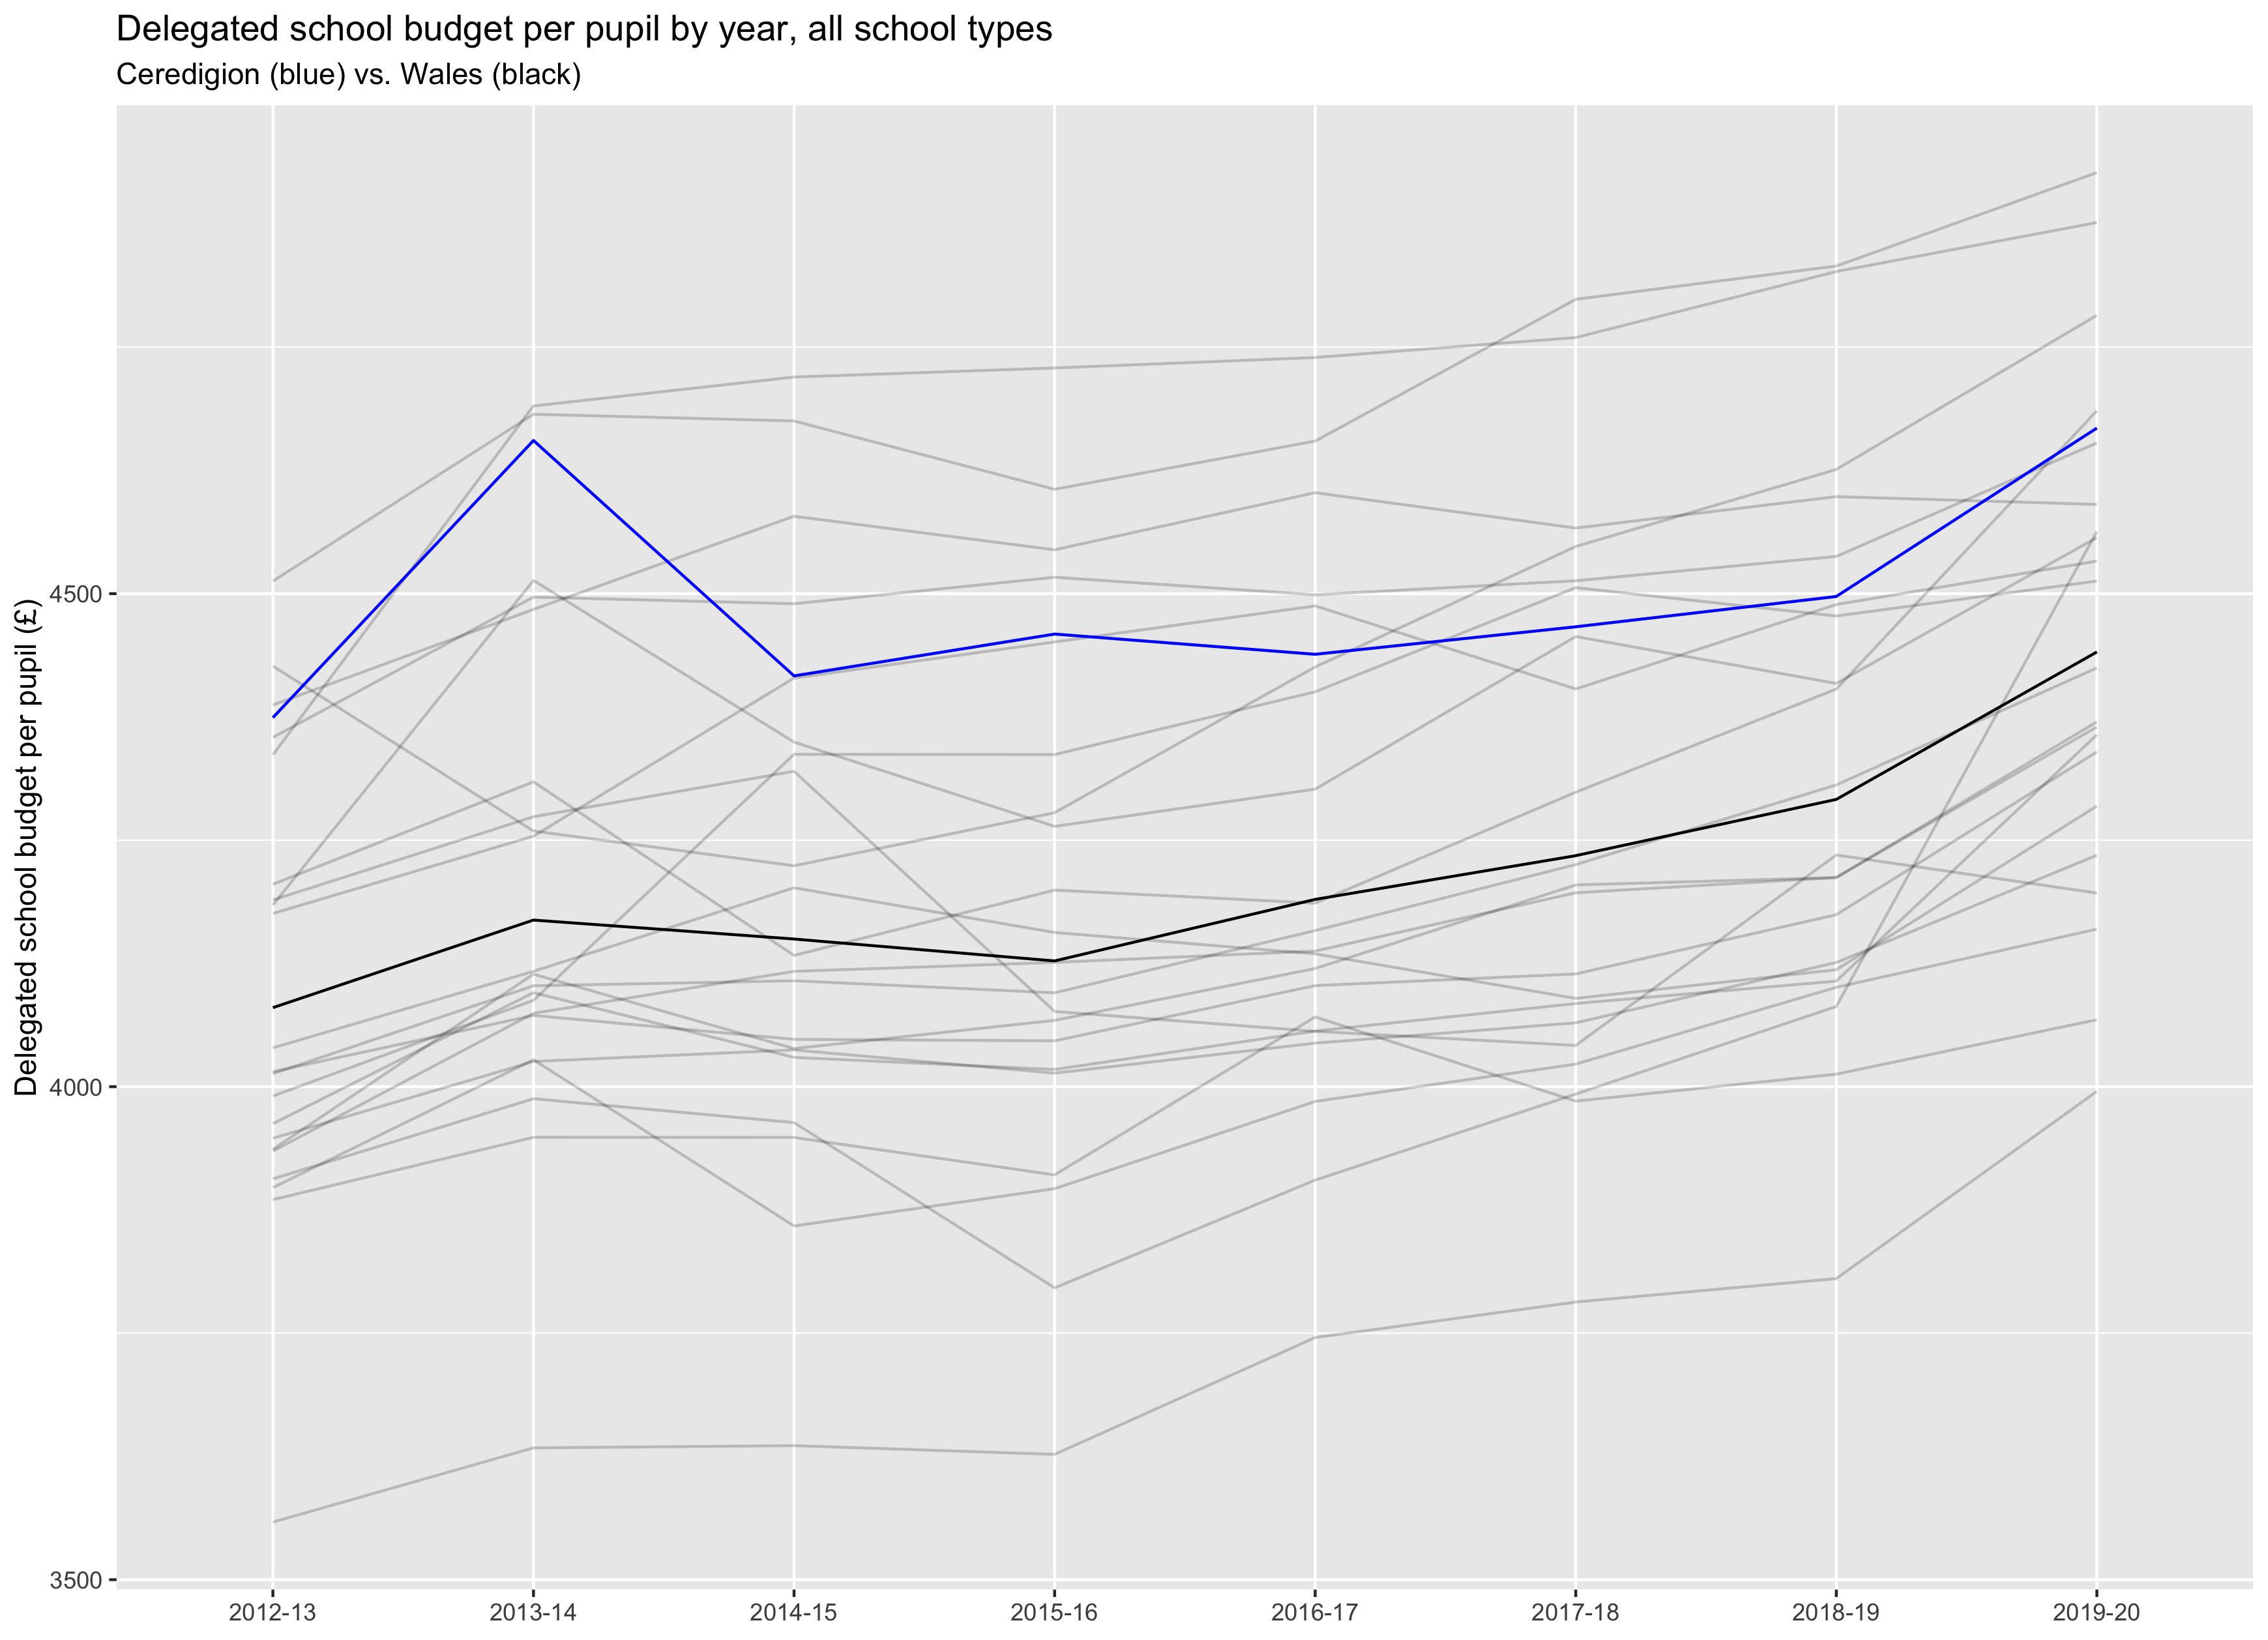 Delegated school budget per pupil by year, all school types
Ceredigion (blue) vs. Wales (black)
Delegated school budget per pupil (£)
4500
4000
3500
2012-13 2013-14 2014-15 2015-16 2016-17 2017-18 2018-19 2019-20